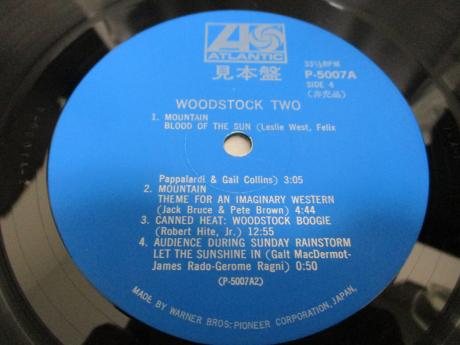 ATLANTIC
33⅓RPM
見本盤
P-5007A
SIDE 4
(非売品)
WOODSTOCK TWO
1. MOUNTAIN
BLOOD OF THE SUN (Leslie West, Felix
Pappalardi & Gail Collins) 3:05
2. MOUNTAIN
THEME FOR AN IMAGINARY WESTERN
(Jack Bruce & Pete Brown) 4:44
3. CANNED HEAT: WOODSTOCK BOOGIE
(Robert Hite, Jr.) 12:55
4. AUDIENCE DURING SUNDAY RAINSTORM
LET THE SUNSHINE IN (Galt MacDermot-
James Rado-Gerome Ragni) 0:50
(P-5007A2)
MADE BY WARNER BROS: PIONEER CORPORATION, JAPAN,